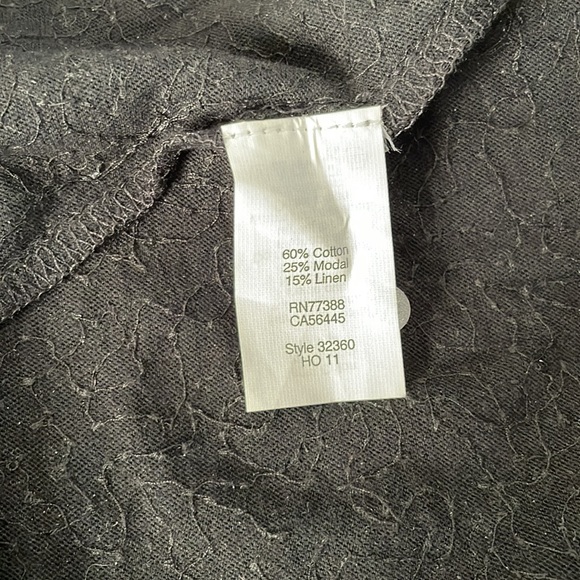 60% Cotton
25% Modal
15% Linen
RN77388
CA56445
Style 32360
HO 11